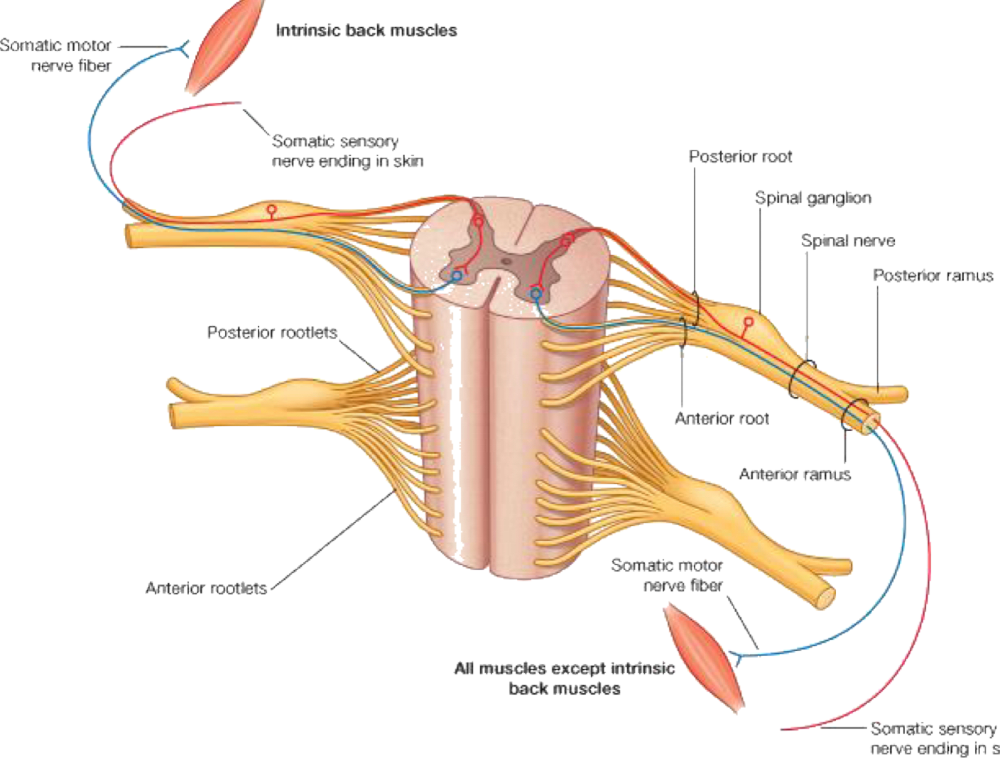 Intrinsic back muscles
Somatic motor
nerve fiber
Somatic sensory
nerve ending in skin
Posterior root
Spinal ganglion
Spinal nerve
Posterior ramus
Posterior rootlets
Anterior root
Anterior ramus
Anterior rootlets
Somatic motor
nerve fiber
All muscles except intrinsic
back muscles
Somatic sensory
nerve ending in s